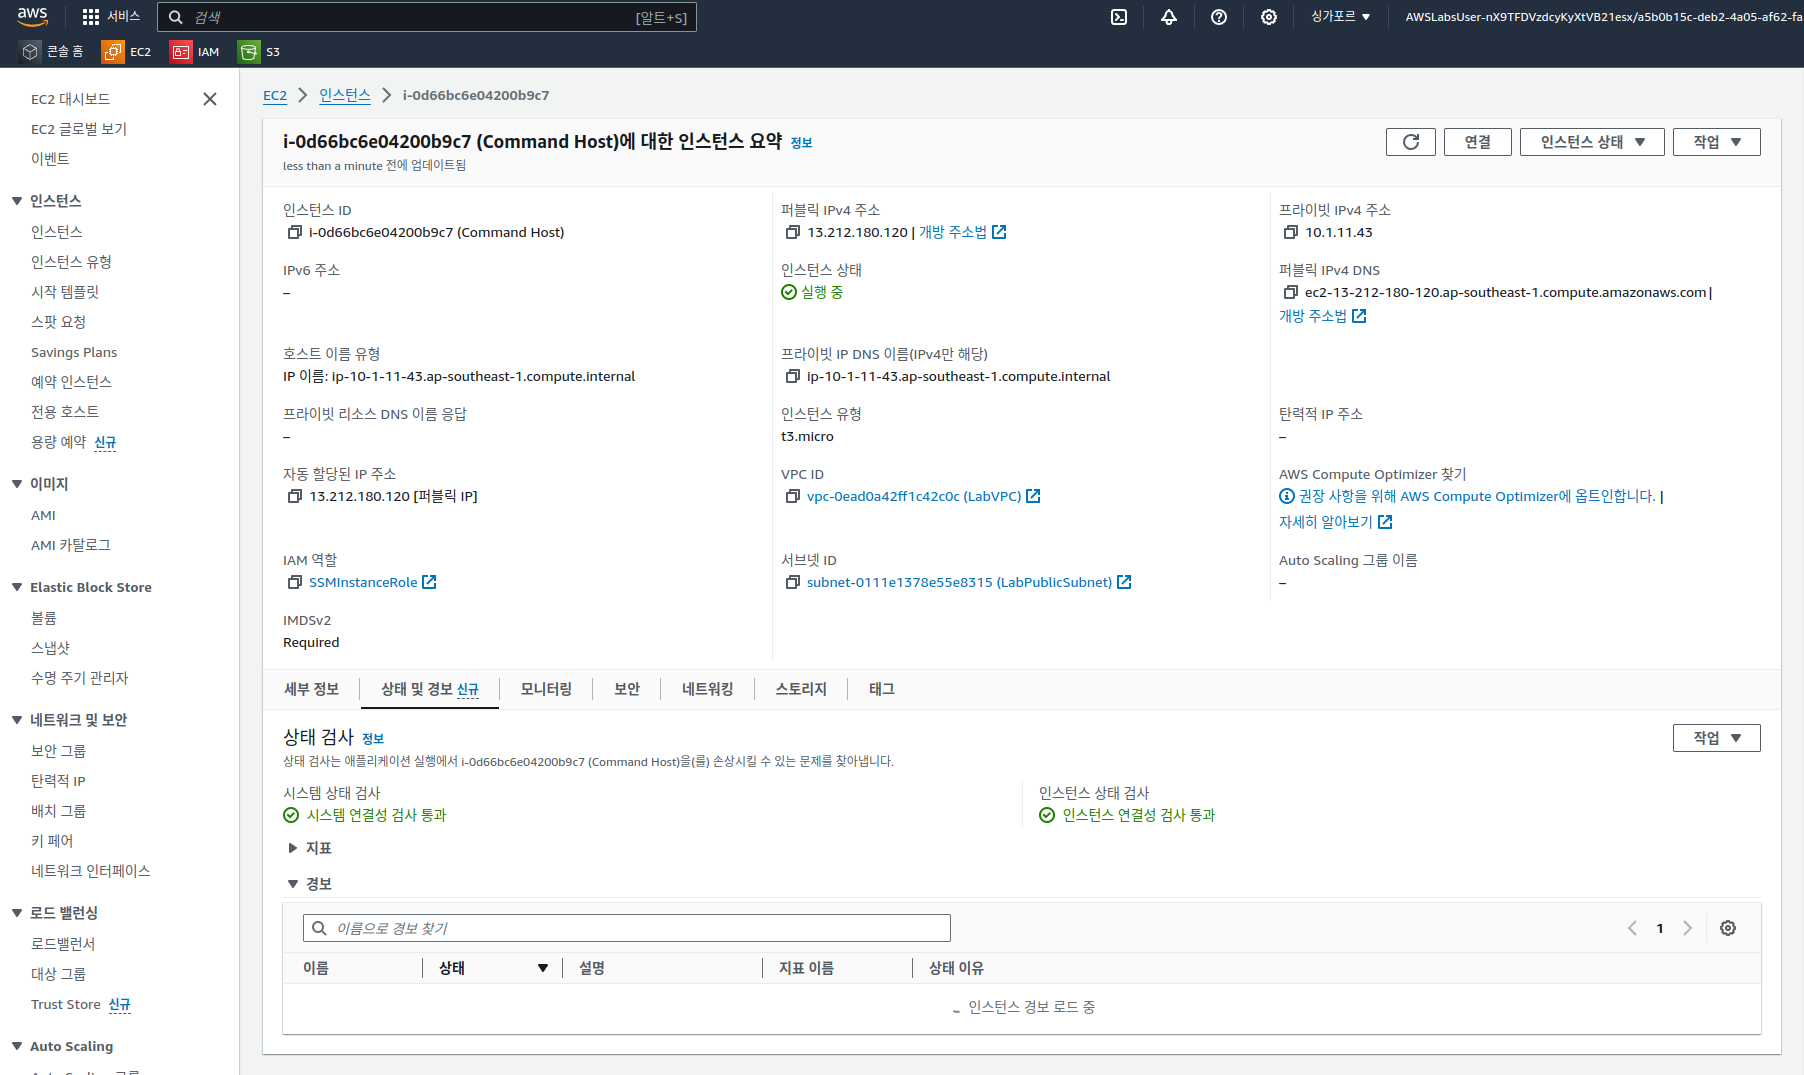 aws
서비스
검색
[알트+S]
싱가포르
AWSLabsUser-nX9TFDVzdcyKyXtVB21esx/a5b0b15c-deb2-4a05-af62-fa
콘솔 홈
EC2
IAM
S3
EC2 대시보드
EC2 글로벌 보기
이벤트
인스턴스
인스턴스
인스턴스 유형
시작 템플릿
스팟 요청
Savings Plans
예약 인스턴스
전용 호스트
용량 예약 신규
이미지
AMI
AMI 카탈로그
Elastic Block Store
볼륨
스냅샷
수명 주기 관리자
네트워크 및 보안
보안 그룹
탄력적 IP
배치 그룹
키 페어
네트워크 인터페이스
로드 밸런싱
로드밸런서
대상 그룹
Trust Store 신규
Auto Scaling
EC2 > 인스턴스 > i-0d66bc6e04200b9c7
i-0d66bc6e04200b9c7 (Command Host)에 대한 인스턴스 요약 정보
less than a minute 전에 업데이트됨
연결
인스턴스 상태
작업
인스턴스 ID
i-0d66bc6e04200b9c7 (Command Host)
퍼블릭 IPv4 주소
13.212.180.120 | 개방 주소법
프라이빗 IPv4 주소
10.1.11.43
IPv6 주소
–
인스턴스 상태
실행 중
퍼블릭 IPv4 DNS
ec2-13-212-180-120.ap-southeast-1.compute.amazonaws.com |
개방 주소법
호스트 이름 유형
IP 이름: ip-10-1-11-43.ap-southeast-1.compute.internal
프라이빗 IP DNS 이름(IPv4만 해당)
ip-10-1-11-43.ap-southeast-1.compute.internal
프라이빗 리소스 DNS 이름 응답
–
인스턴스 유형
t3.micro
탄력적 IP 주소
–
자동 할당된 IP 주소
13.212.180.120 [퍼블릭 IP]
VPC ID
vpc-0ead0a42ff1c42c0c (LabVPC)
AWS Compute Optimizer 찾기
권장 사항을 위해 AWS Compute Optimizer에 옵트인합니다. |
자세히 알아보기
IAM 역할
SSMInstanceRole
서브넷 ID
subnet-0111e1378e55e8315 (LabPublicSubnet)
Auto Scaling 그룹 이름
–
IMDSv2
Required
세부 정보
상태 및 경보 신규
모니터링
보안
네트워킹
스토리지
태그
상태 검사 정보
작업
상태 검사는 애플리케이션 실행에서 i-0d66bc6e04200b9c7 (Command Host)을(를) 손상시킬 수 있는 문제를 찾아냅니다.
시스템 상태 검사
시스템 연결성 검사 통과
인스턴스 상태 검사
인스턴스 연결성 검사 통과
지표
경보
이름으로 경보 찾기
1
이름
상태
설명
지표 이름
상태 이유
인스턴스 경보 로드 중